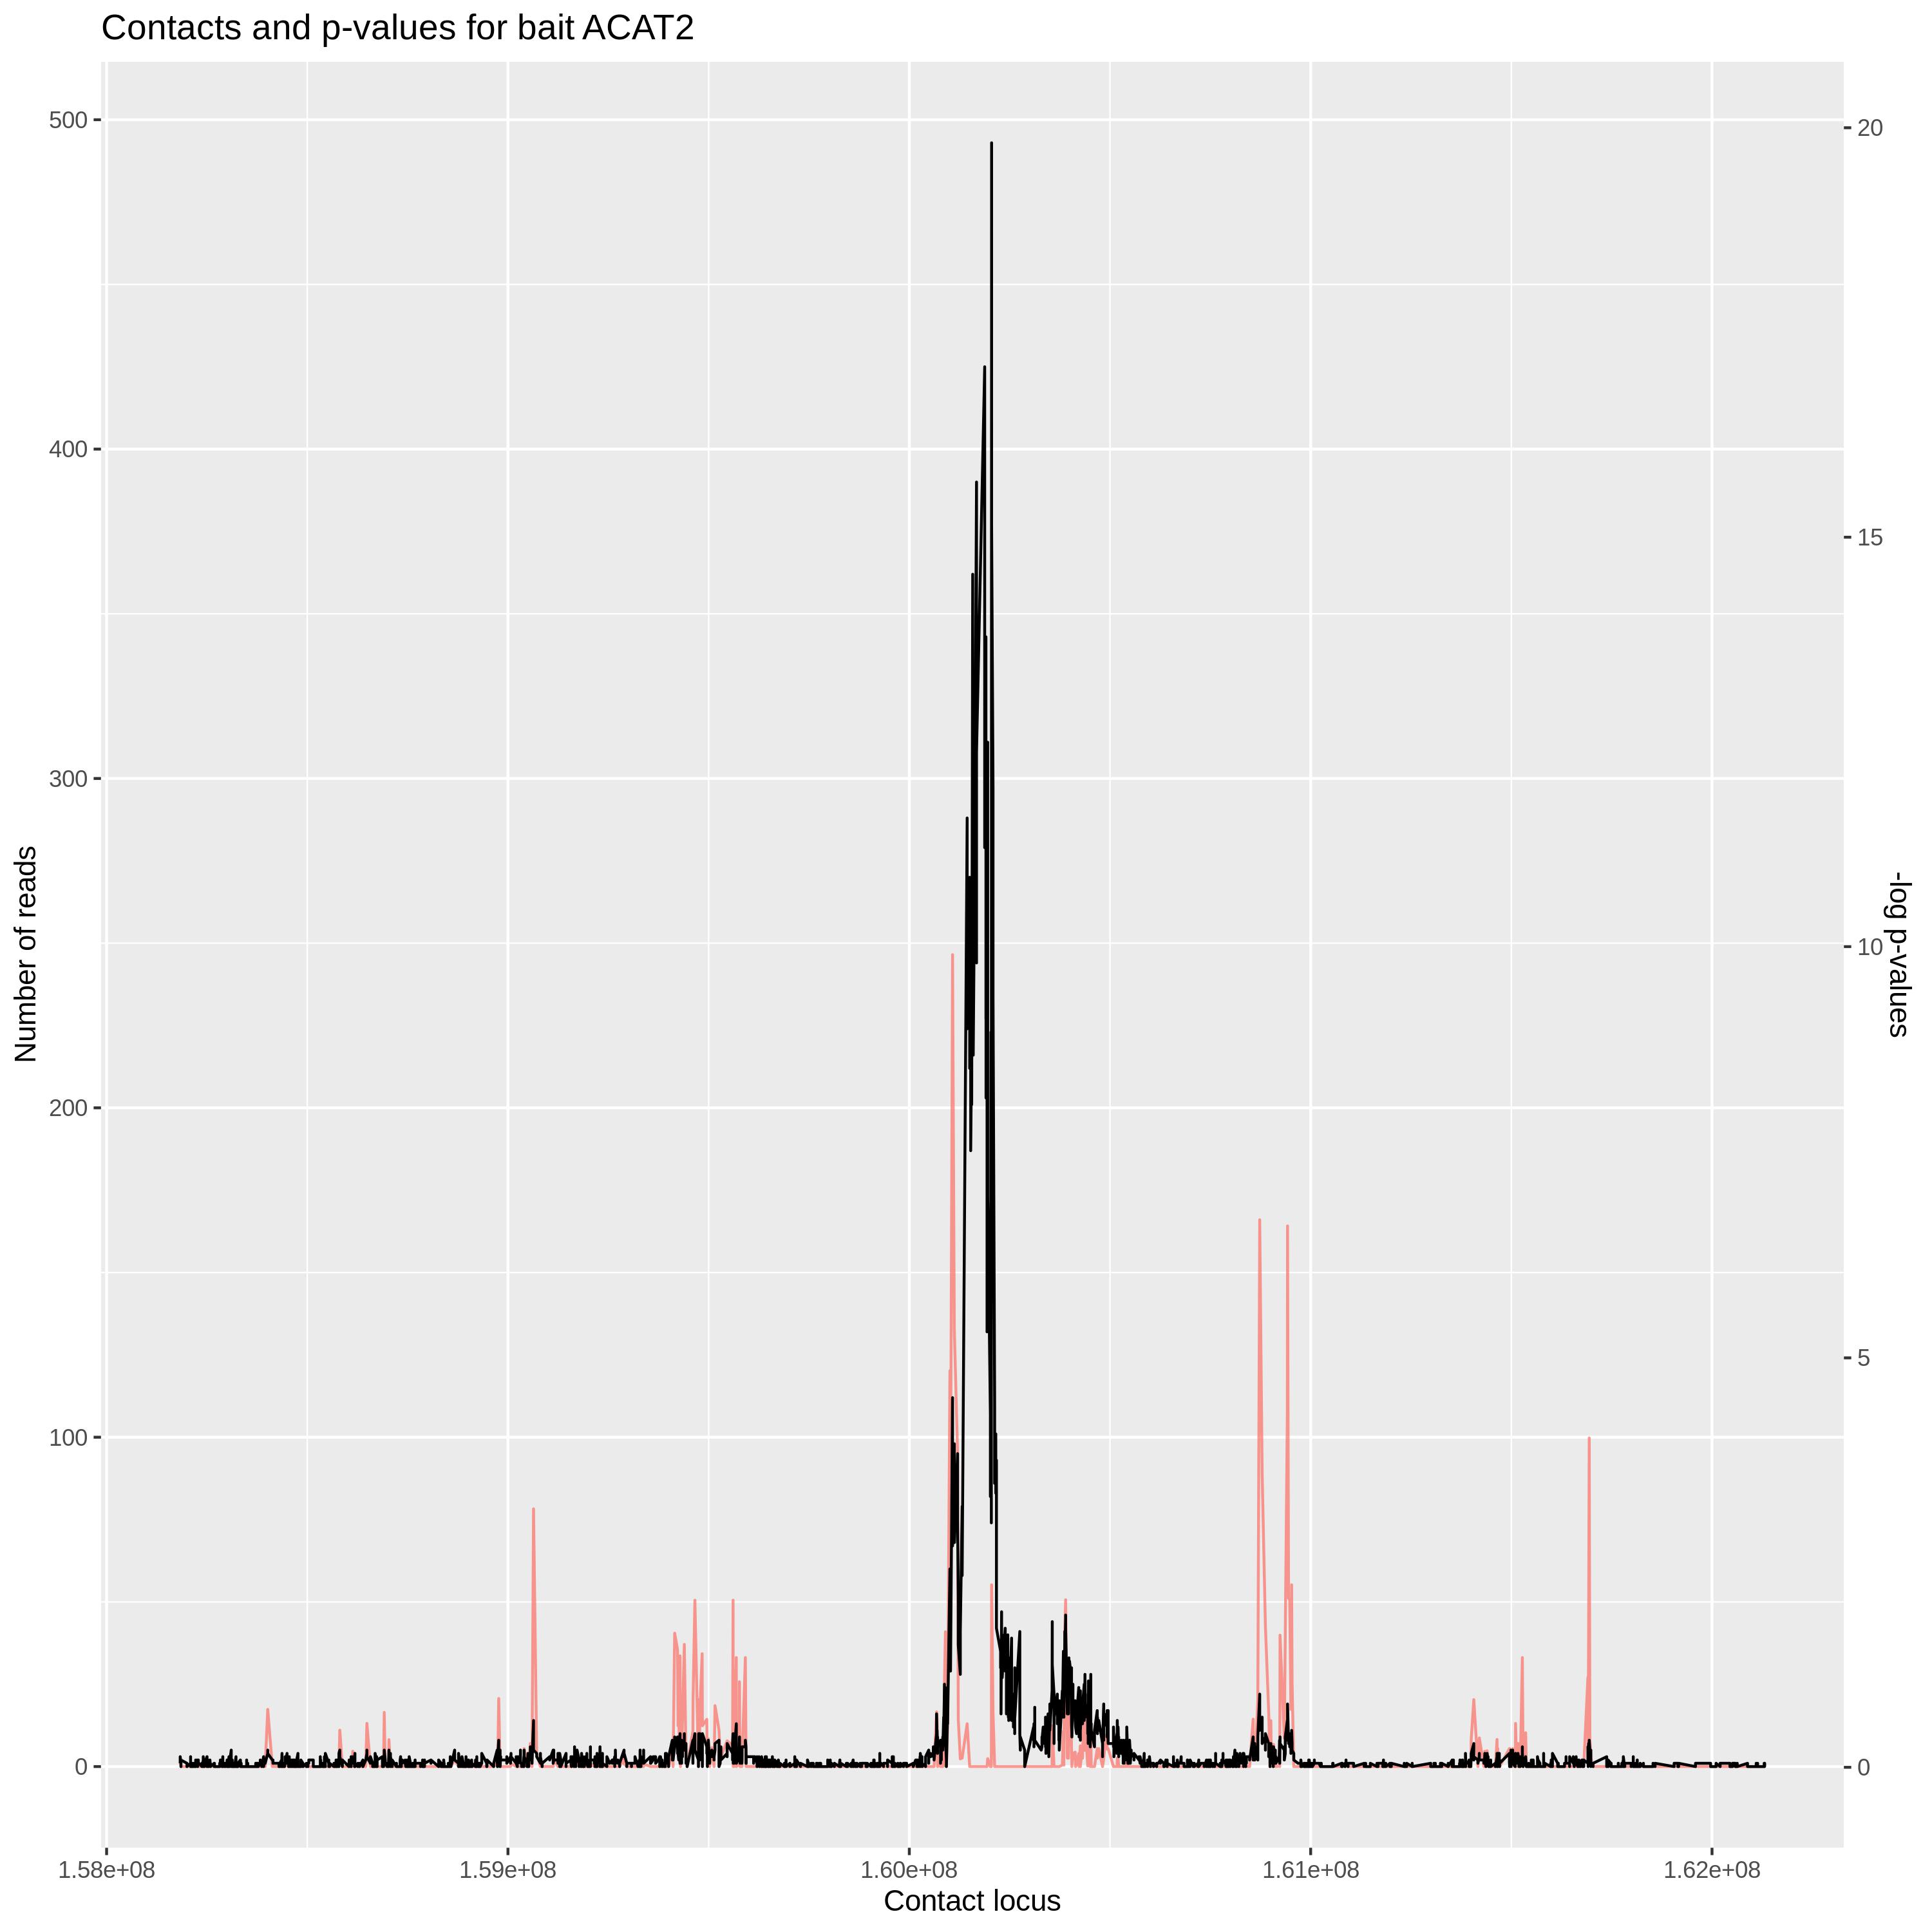 Contacts and p-values for bait ACAT2
500
400
300
200
100
0
Number of reads
20
15
10
5
0
-log p-values
1.58e+08 1.59e+08 1.60e+08 1.61e+08 1.62e+08
Contact locus